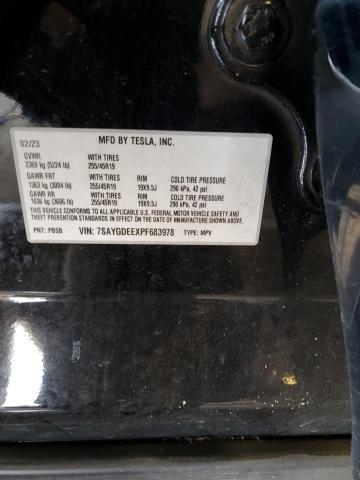 02/23 MFD BY TESLA, INC.
GVWR WITH TIRES
2369 kg (5224 lb) 255/45R19
GAWR FRT WITH TIRES RIM COLD TIRE PRESSURE
1363 kg (3004 lb) 255/45R19 19X9.5J 290 kPa, 42 psi
GAWR RR WITH TIRES RIM COLD TIRE PRESSURE
1636 kg (3606 lb) 255/45R19 19X9.5J 290 kPa, 42 psi
THIS VEHICLE CONFORMS TO ALL APPLICABLE FEDERAL MOTOR VEHICLE SAFETY AND
THEFT PREVENTION STANDARDS IN EFFECT ON THE DATE OF MANUFACTURE SHOWN
ABOVE.
PNT: PBSB VIN: 7SAYGDEEXPF683978 TYPE: MPV